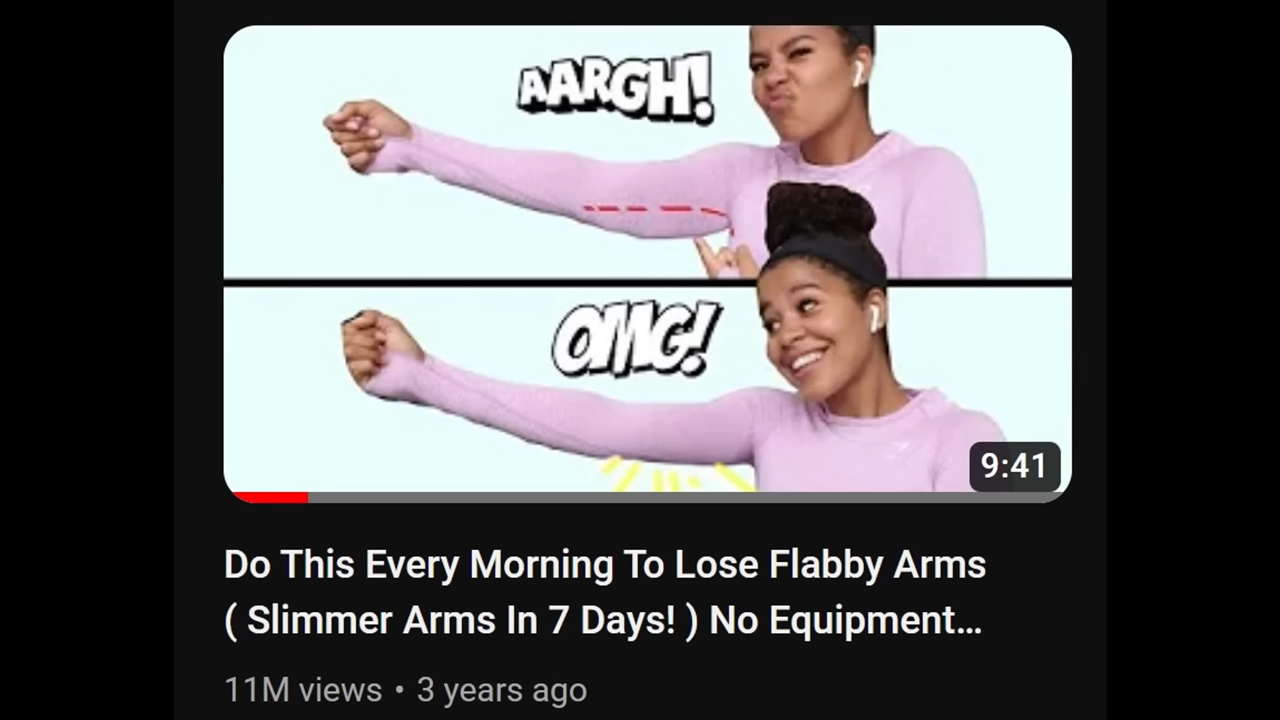 AARGH!
OMG!
9:41
Do This Every Morning To Lose Flabby Arms
( Slimmer Arms In 7 Days! ) No Equipment...
11M views • 3 years ago